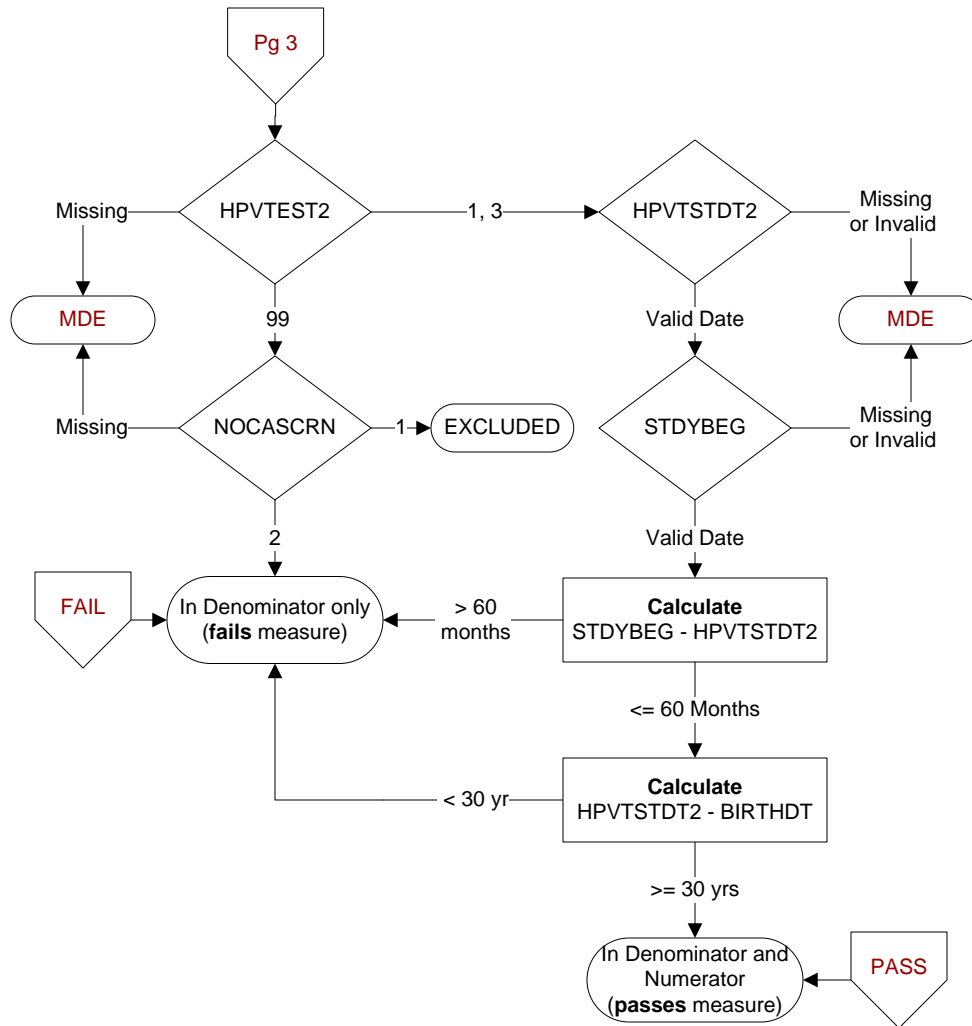 Pg 3
Missing
HPVTEST2
1, 3
HPVTSTDT2
Missing
or Invalid
MDE
99
Valid Date
MDE
Missing
NOCASCRN
1
EXCLUDED
STDYBEG
Missing
or Invalid
2
Valid Date
FAIL
In Denominator only
(fails measure)
> 60
months
Calculate
STDYBEG - HPVTSTDT2
<= 60 Months
< 30 yr
Calculate
HPVTSTDT2 - BIRTHDT
>= 30 yrs
In Denominator and
Numerator
(passes measure)
PASS